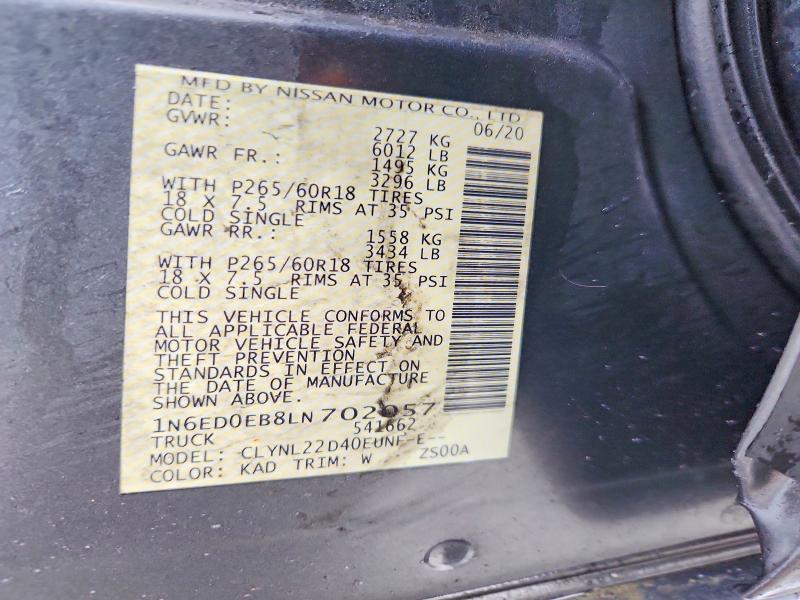 MFD BY NISSAN MOTOR CO., LTD
DATE: 06/20
GVWR: 2727 KG
6012 LB
GAWR FR.: 1495 KG
3296 LB
WITH P265/60R18 TIRES
18 X 7.5 RIMS AT 35 PSI
COLD SINGLE
GAWR RR.: 1558 KG
3434 LB
WITH P265/60R18 TIRES
18 X 7.5 RIMS AT 35 PSI
COLD SINGLE
THIS VEHICLE CONFORMS TO
ALL APPLICABLE FEDERAL
MOTOR VEHICLE SAFETY AND
THEFT PREVENTION
STANDARDS IN EFFECT ON
THE DATE OF MANUFACTURE
SHOWN ABOVE.
1N6ED0EB8LN702057
541662
TRUCK
MODEL: CLYNL22D40EUNF-E--
COLOR: KAD TRIM: W ZS00A